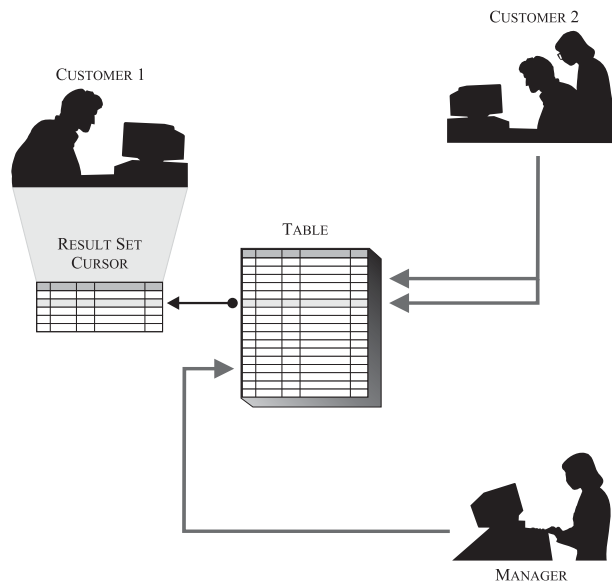 CUSTOMER 2
CUSTOMER 1
RESULT SET
CURSOR
TABLE
MANAGER